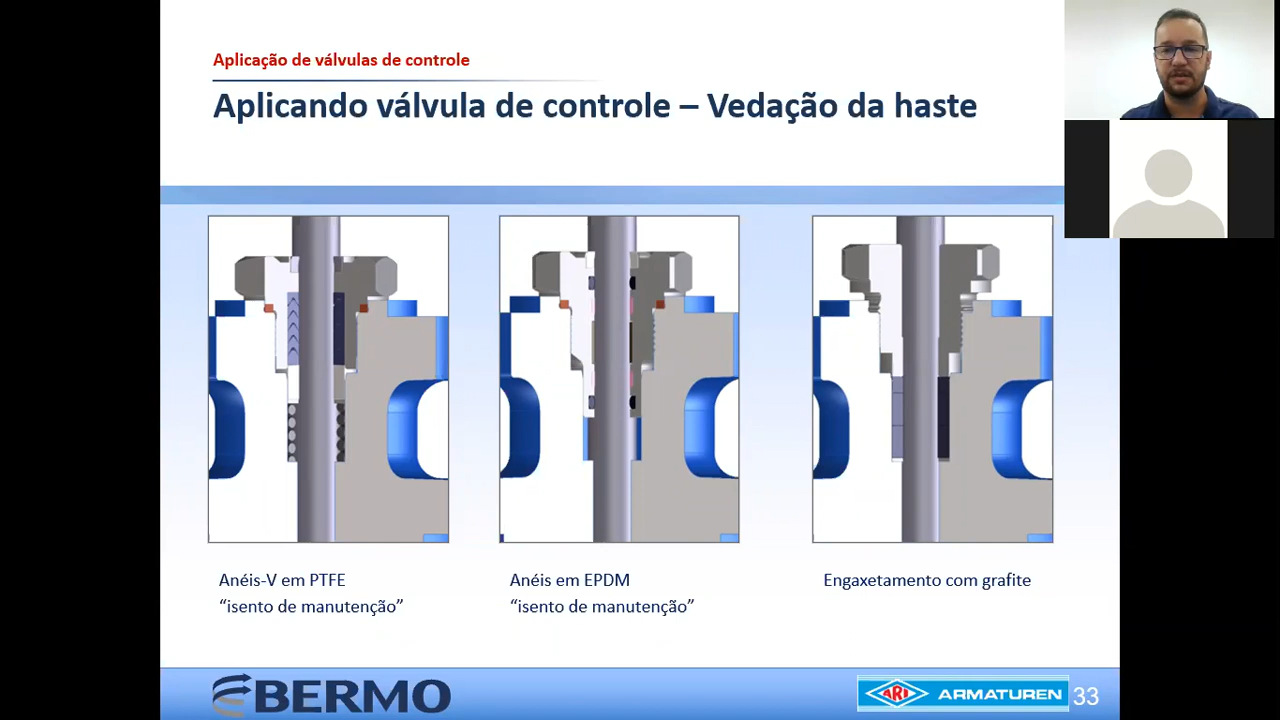 Aplicação de válvulas de controle
Aplicando válvula de controle – Vedação da haste
Anéis-V em PTFE
“isento de manutenção”
Anéis em EPDM
“isento de manutenção”
Engaxetamento com grafite
BERMO
ARI ARMATUREN
33